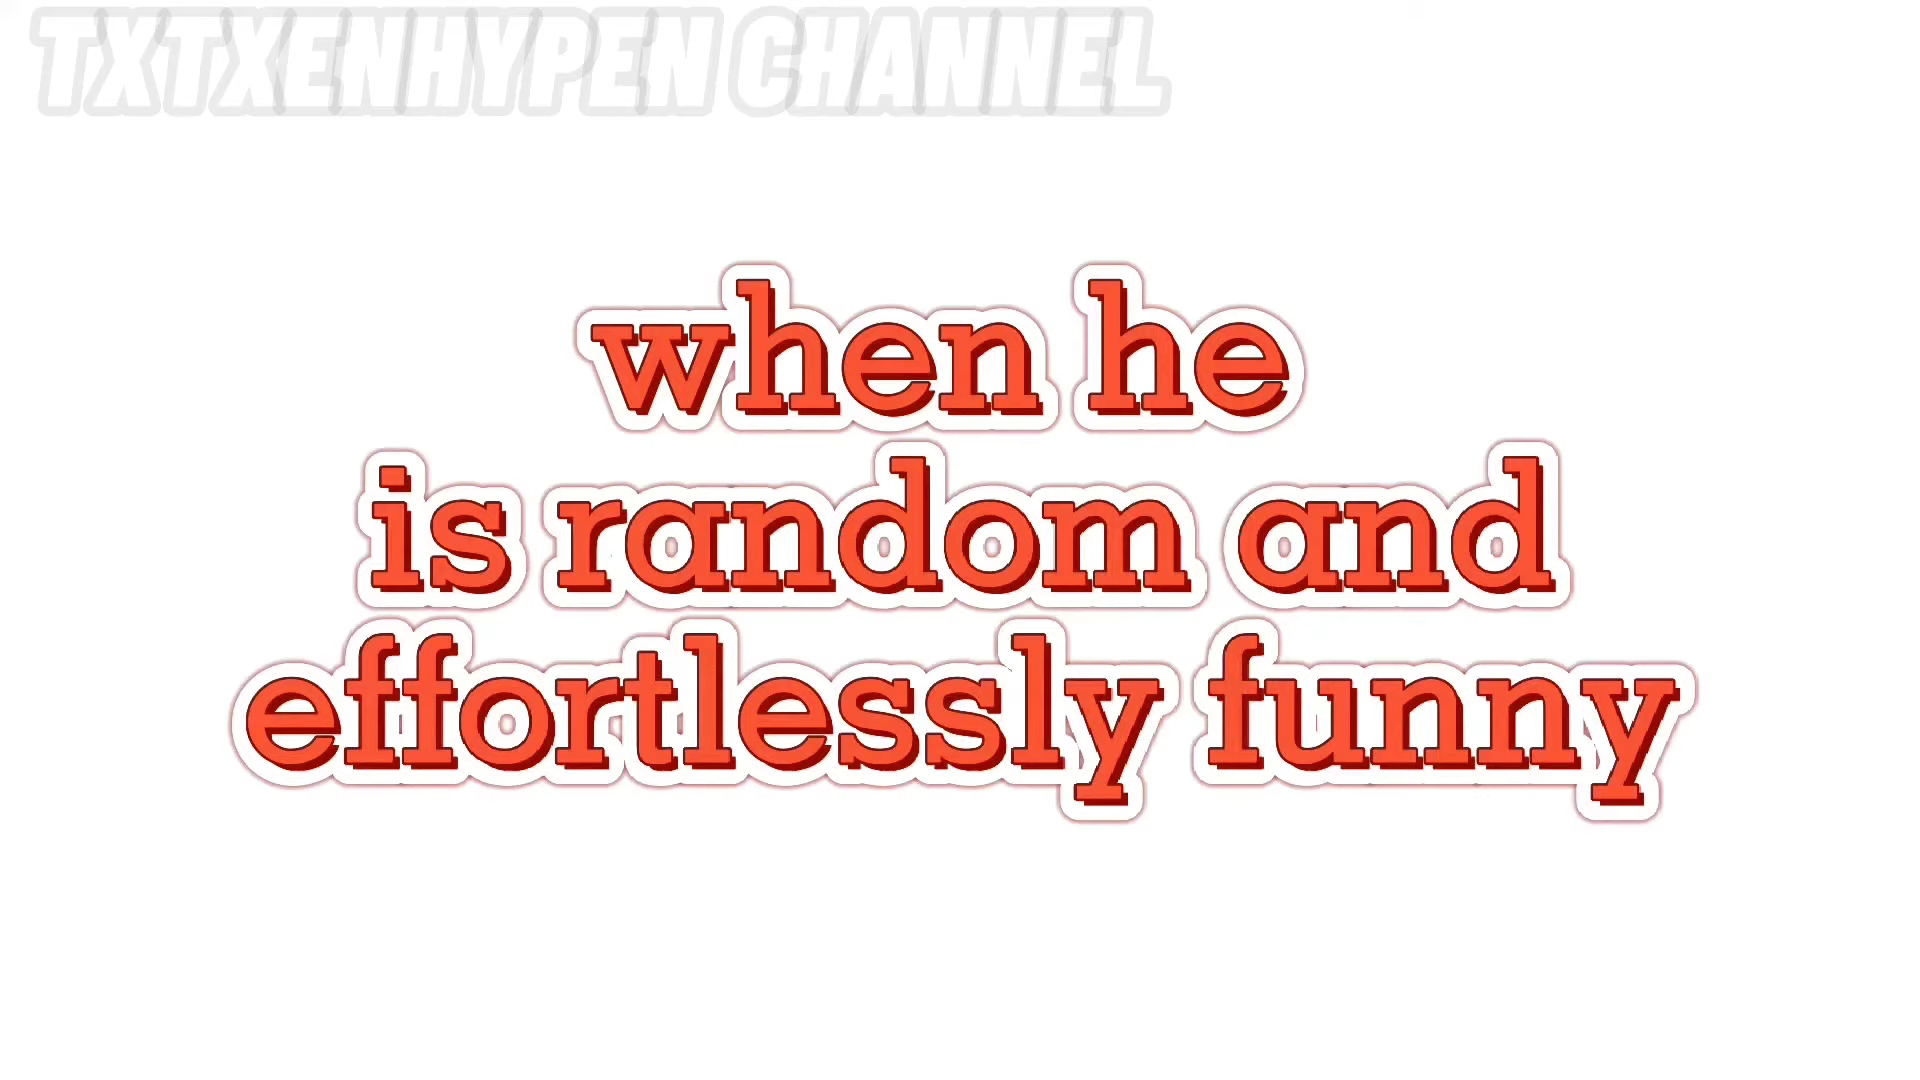 TXTXENHYPEN CHANNEL
when he
is random and
effortlessly funny